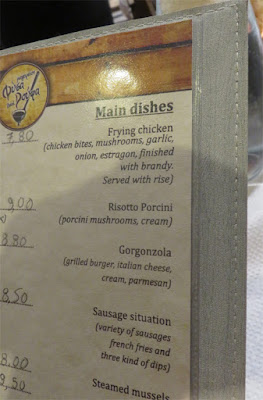 Main dishes
7,80
Frying chicken
(chicken bites, mushrooms, garlic,
onion, estragon, finished
with brandy.
Served with rise)
9,00
Risotto Porcini
(porcini mushrooms, cream)
8,80
Gorgonzola
(grilled burger, italian cheese,
cream, parmesan)
8,50
Sausage situation
(variety of sausages
french fries and
three kind of dips)
8,00
9,50
Steamed mussels